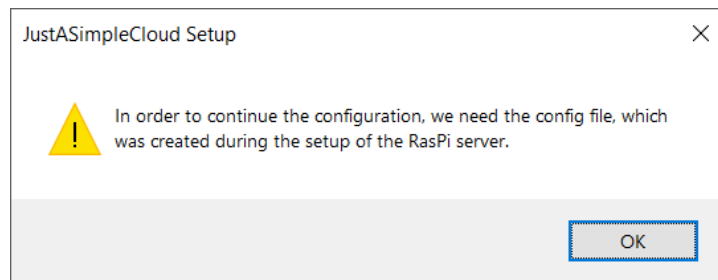 JustASimpleCloud Setup
In order to continue the configuration, we need the config file, which
was created during the setup of the RasPi server.
OK